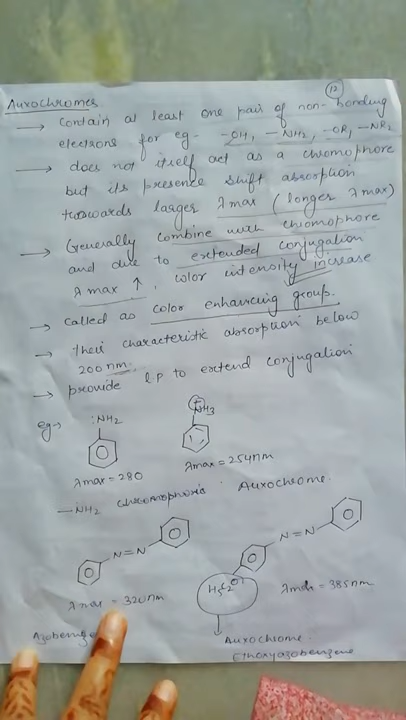 12
Auxochromes
→ contain at least one pair of non-bonding
electrons for eg- -OH, -NH2, -OR, -NR2
→ does not itself act as a chromophore
but its presence shift absorption
towards larger λmax (longer λmax)
→ Generally combine with chromophore
and due to extended conjugation
λmax ↑, color intensity increase
→ called as color enhancing group.
→ their characteristic absorption below
200nm.
→ provide l.p to extend conjugation
eg→ :NH2 +NH3
λmax = 280 λmax = 254nm
-NH2 Auxochrome.
N=N N=N
H5C2O
λmax = 320nm λmax = 385nm
Auxochrome.
Ethoxyazobenzene